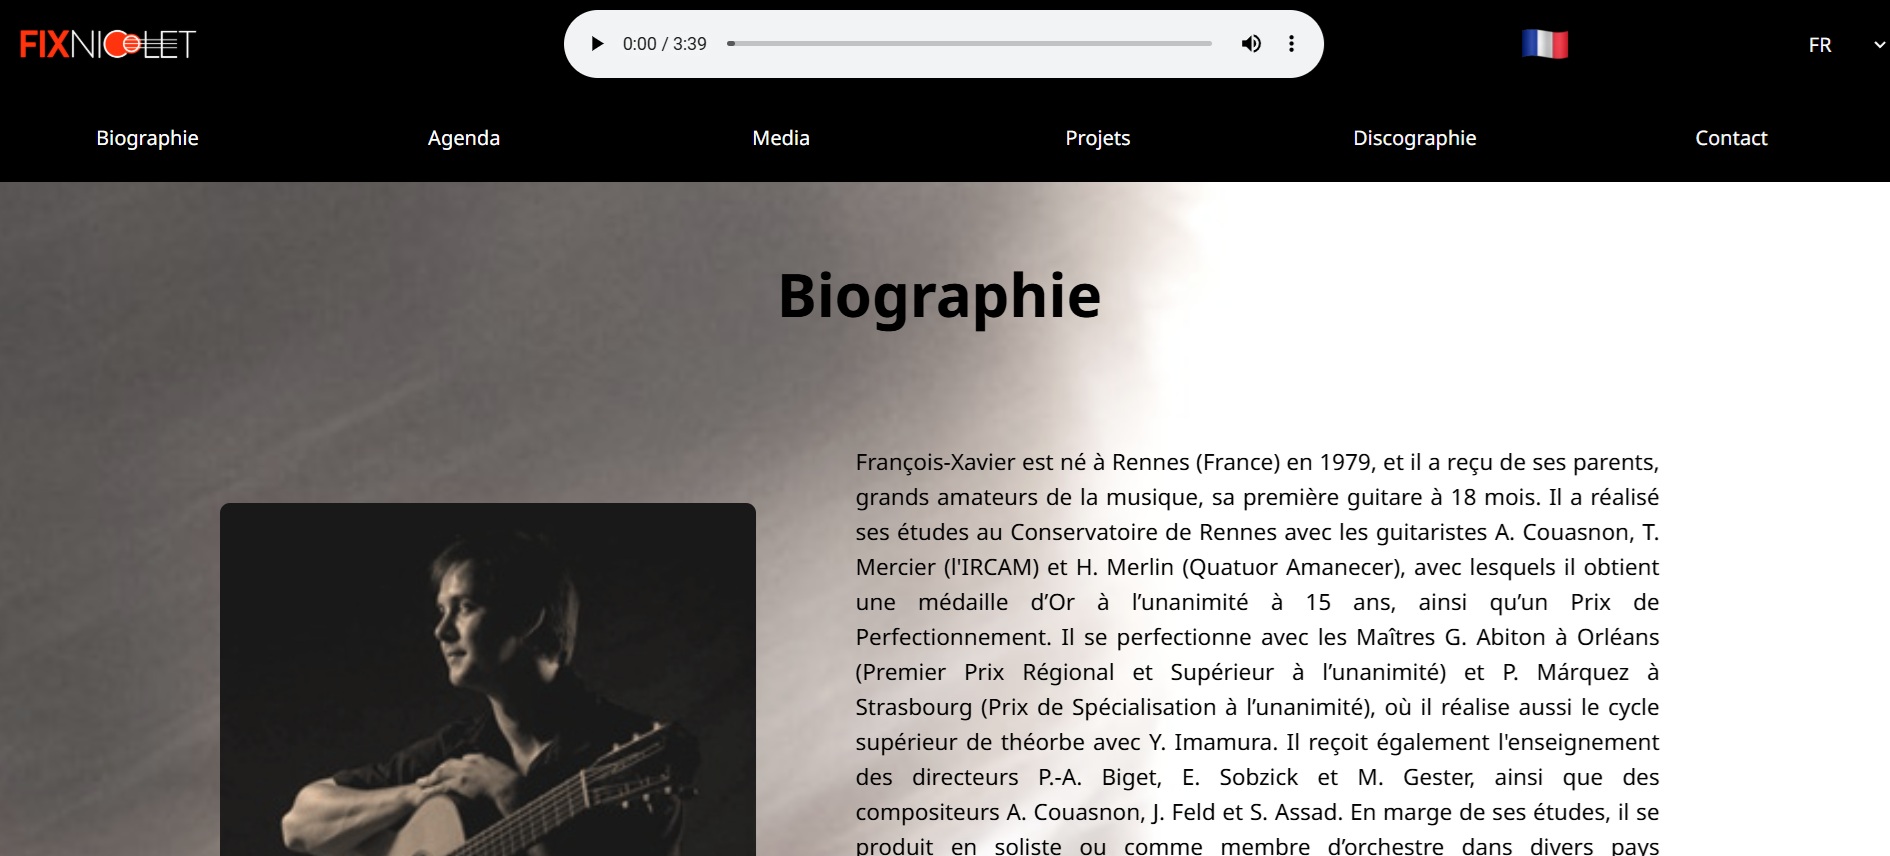 FIXNICOLET
0:00 / 3:39
FR
Biographie Agenda Media Projets Discographie Contact
Biographie
François-Xavier est né à Rennes (France) en 1979, et il a reçu de ses parents,
grands amateurs de la musique, sa première guitare à 18 mois. Il a réalisé
ses études au Conservatoire de Rennes avec les guitaristes A. Couasnon, T.
Mercier (l'IRCAM) et H. Merlin (Quatuor Amanecer), avec lesquels il obtient
une médaille d’Or à l’unanimité à 15 ans, ainsi qu’un Prix de
Perfectionnement. Il se perfectionne avec les Maîtres G. Abiton à Orléans
(Premier Prix Régional et Supérieur à l’unanimité) et P. Márquez à
Strasbourg (Prix de Spécialisation à l’unanimité), où il réalise aussi le cycle
supérieur de théorbe avec Y. Imamura. Il reçoit également l'enseignement
des directeurs P.-A. Biget, E. Sobzick et M. Gester, ainsi que des
compositeurs A. Couasnon, J. Feld et S. Assad. En marge de ses études, il se
produit en soliste ou comme membre d’orchestre dans divers pays